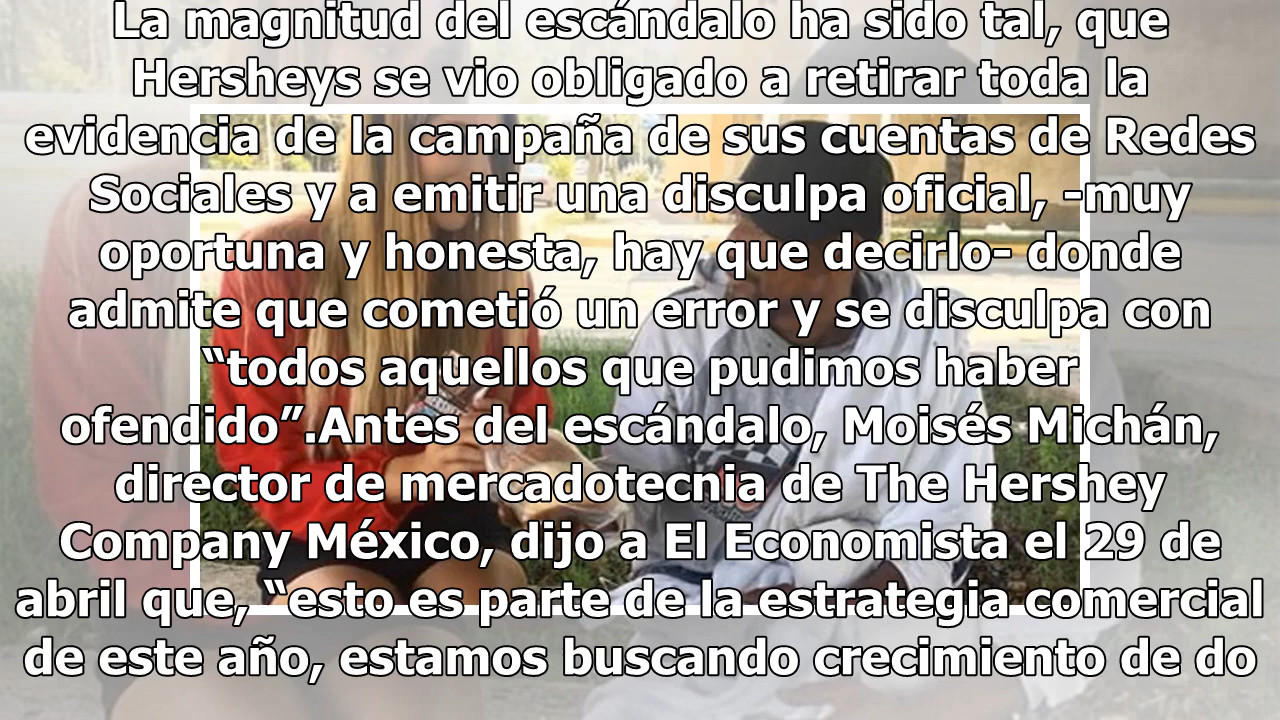 La magnitud del escándalo ha sido tal, que
Hersheys se vio obligado a retirar toda la
evidencia de la campaña de sus cuentas de Redes
Sociales y a emitir una disculpa oficial, -muy
oportuna y honesta, hay que decirlo- donde
admite que cometió un error y se disculpa con
“todos aquellos que pudimos haber
ofendido”.Antes del escándalo, Moisés Michán,
director de mercadotecnia de The Hershey
Company México, dijo a El Economista el 29 de
abril que, “esto es parte de la estrategia comercial
de este año, estamos buscando crecimiento de do